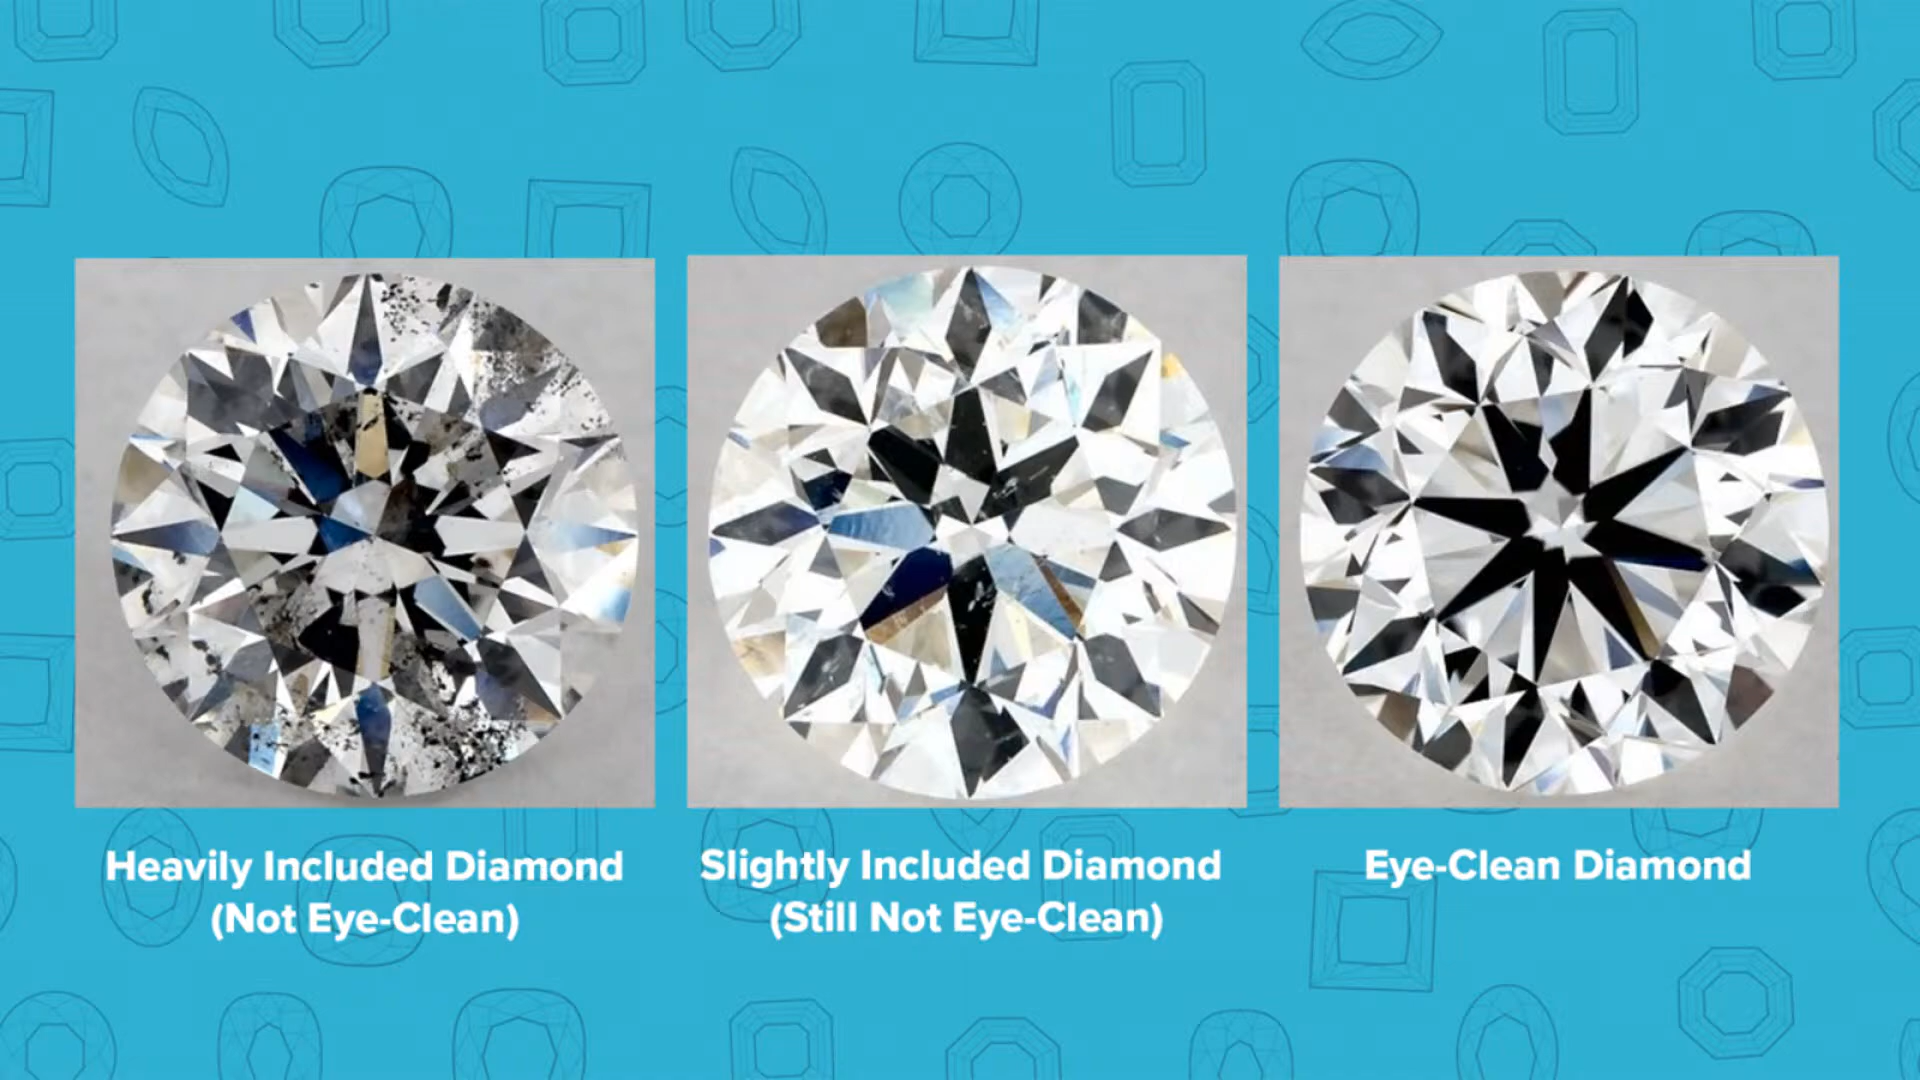 Heavily Included Diamond
(Not Eye-Clean)
Slightly Included Diamond
(Still Not Eye-Clean)
Eye-Clean Diamond